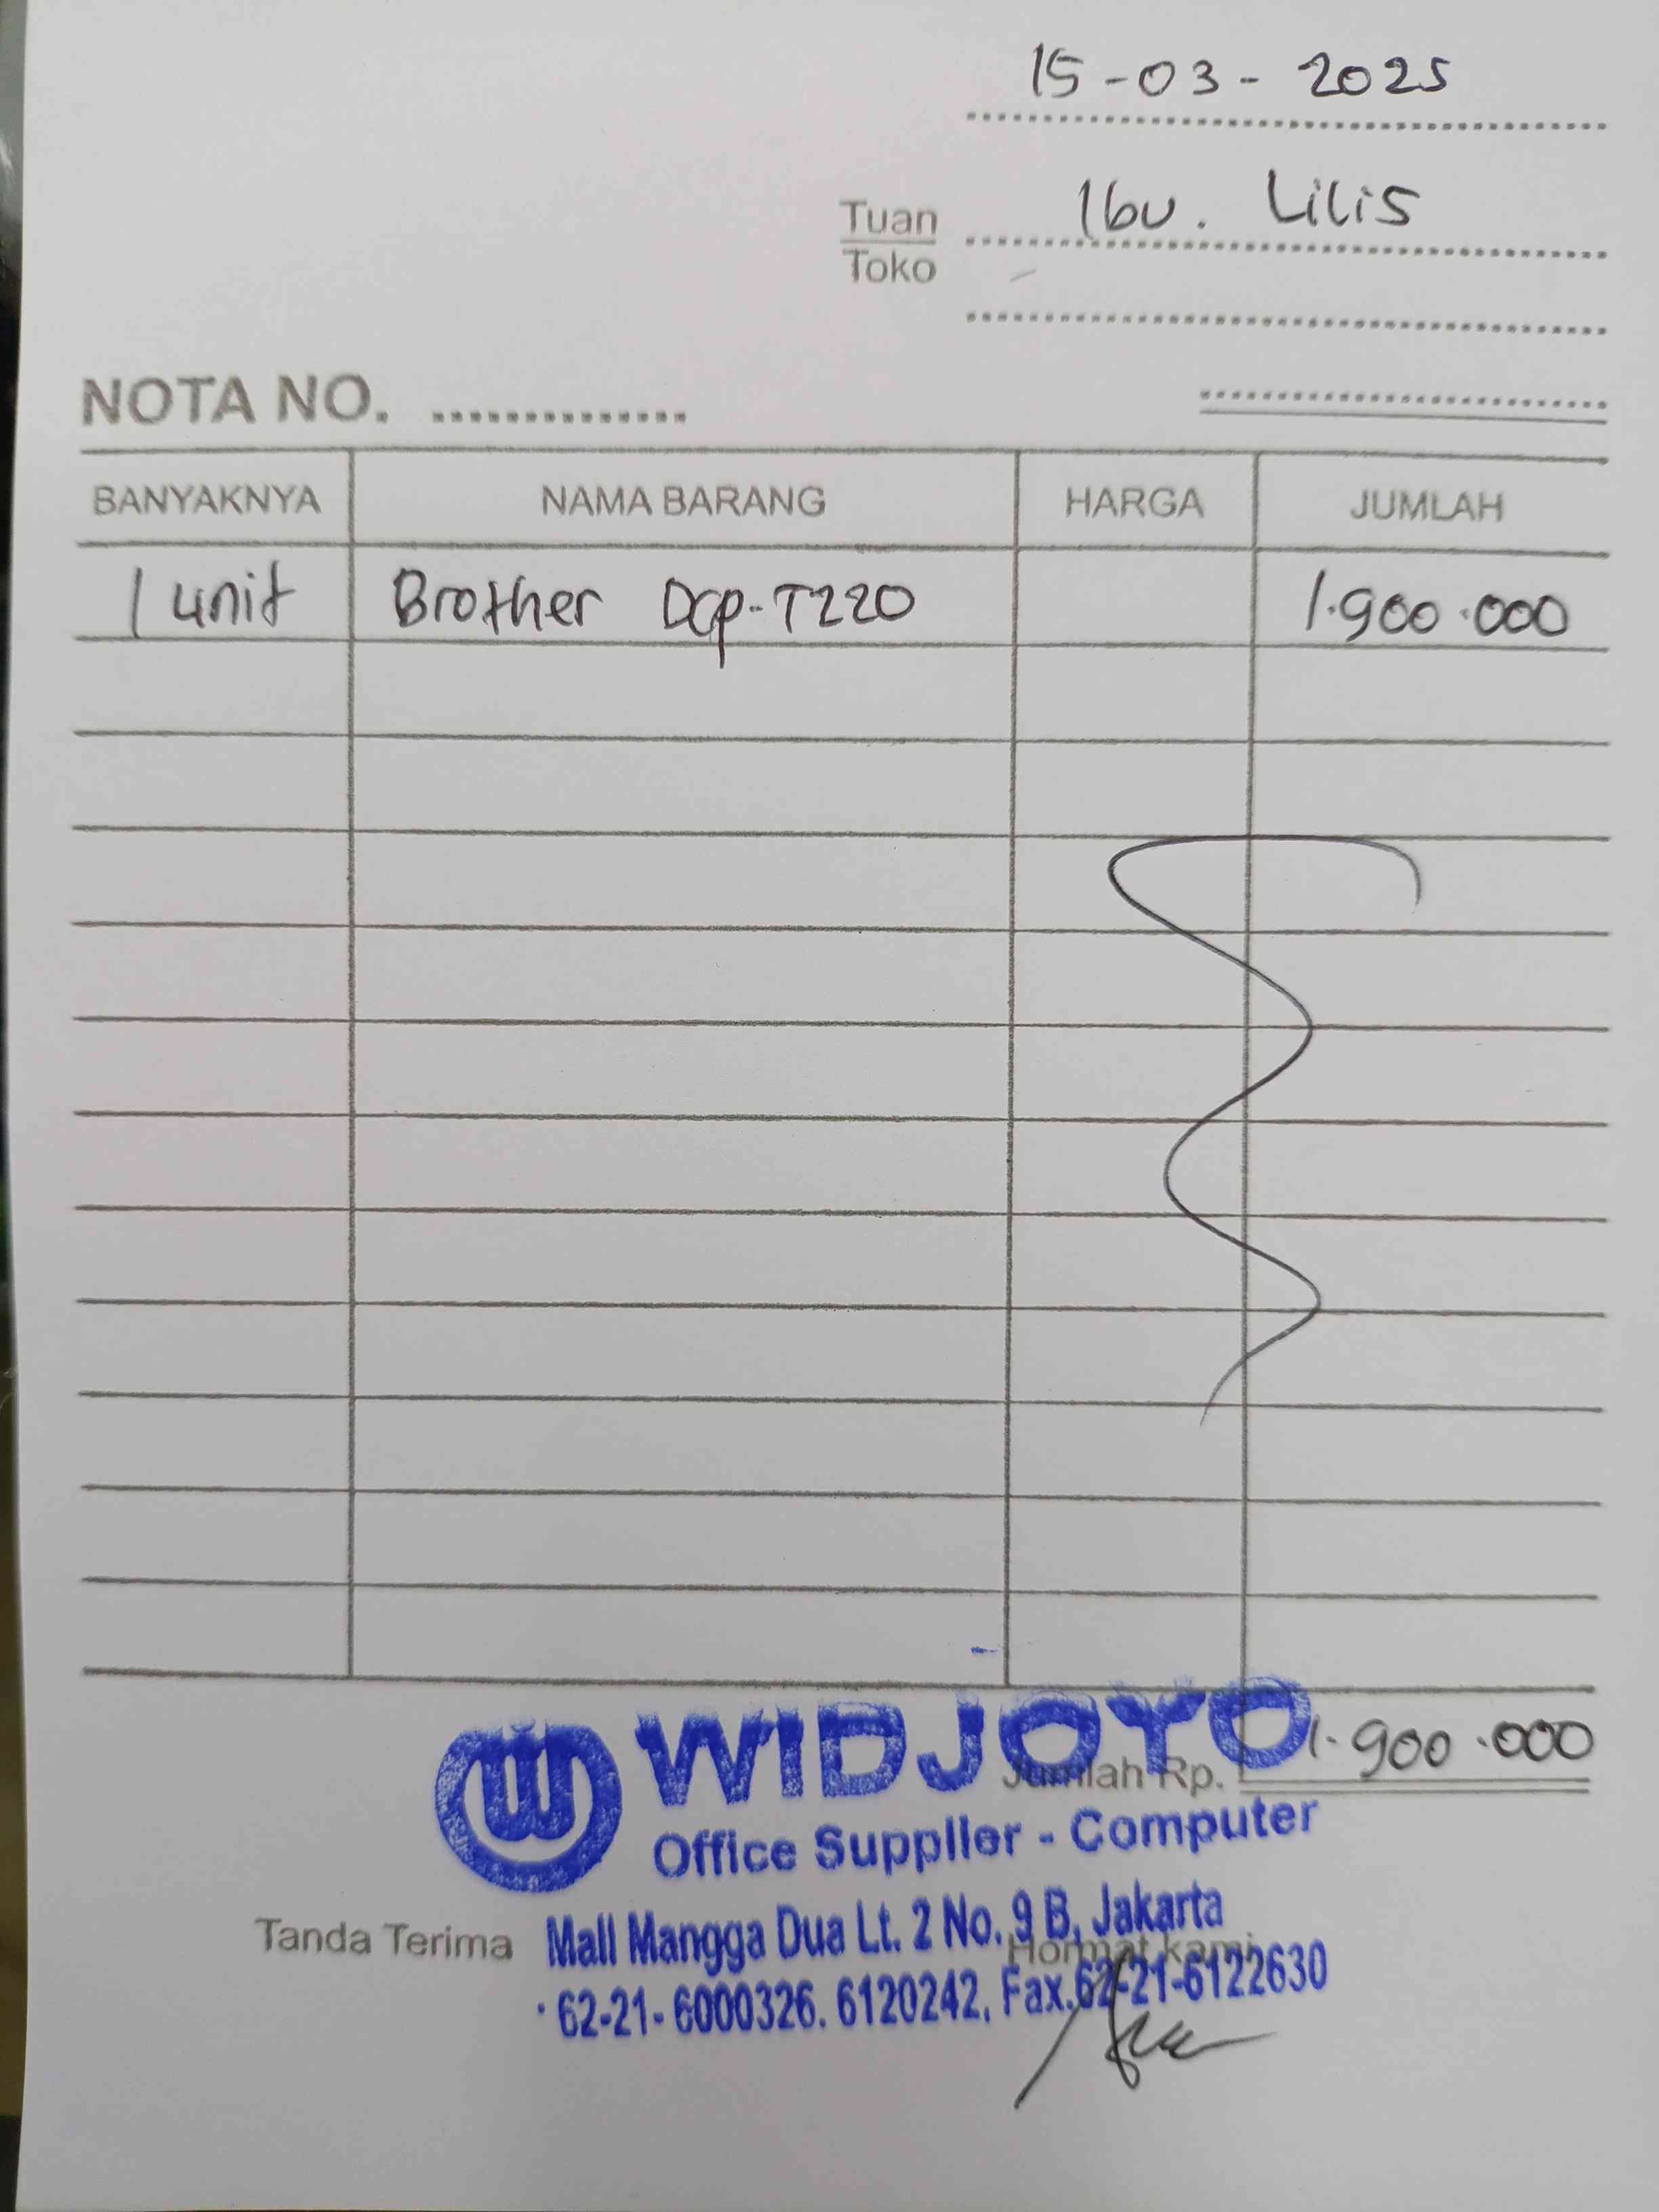 15-03-2025
Tuan Ibu. Lilis
Toko
NOTA NO. ..............
BANYAKNYA NAMA BARANG HARGA JUMLAH
1 unit Brother Dcp-T220 1.900.000
WIDJOYO
Jumlah Rp. 1.900.000
Office Supplier - Computer
Tanda Terima Mall Mangga Dua Lt. 2 No. 9 B, Jakarta
Hormat kami
62-21-6000326. 6120242, Fax.62-21-6122630